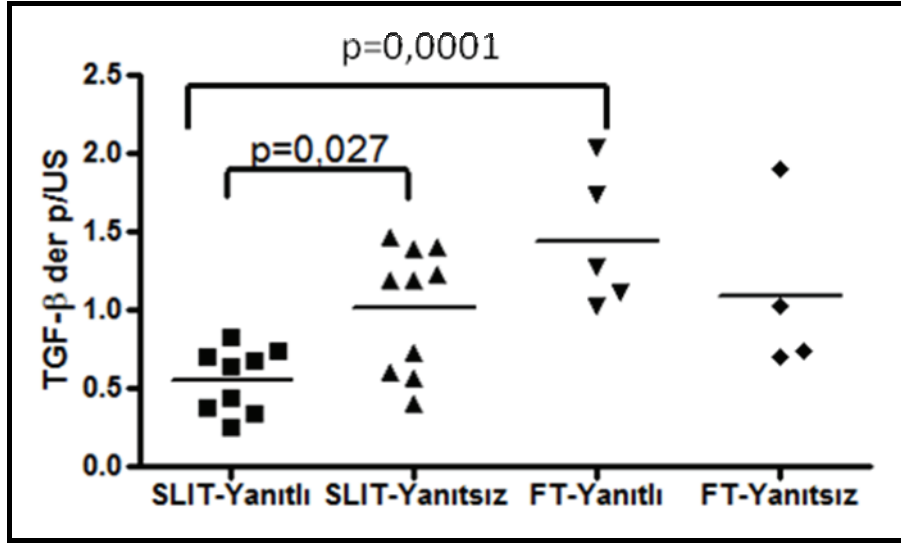 p=0,0001
p=0,027
TGF-β der p/US
2.5
2.0
1.5
1.0
0.5
0.0
SLIT-Yanıtlı SLIT-Yanıtsız FT-Yanıtlı FT-Yanıtsız